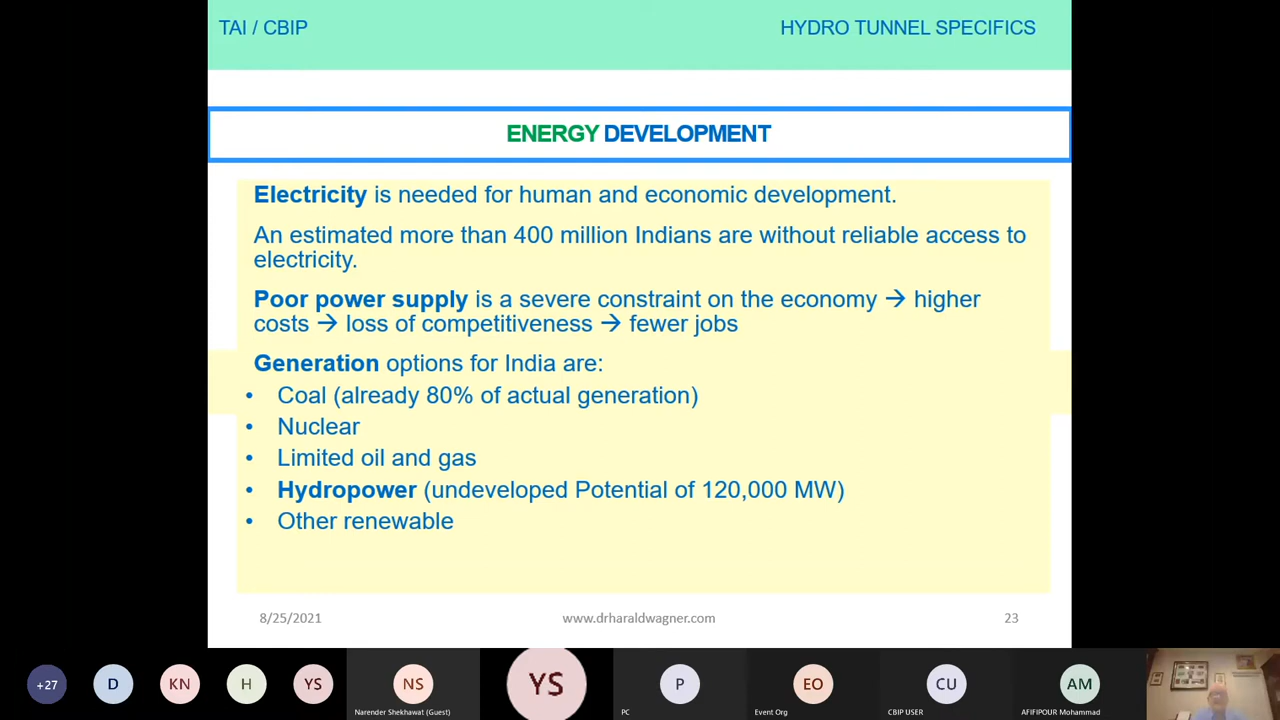 TAI / CBIP
HYDRO TUNNEL SPECIFICS
ENERGY DEVELOPMENT
Electricity is needed for human and economic development.
An estimated more than 400 million Indians are without reliable access to
electricity.
Poor power supply is a severe constraint on the economy → higher
costs → loss of competitiveness → fewer jobs
Generation options for India are:
• Coal (already 80% of actual generation)
• Nuclear
• Limited oil and gas
• Hydropower (undeveloped Potential of 120,000 MW)
• Other renewable
8/25/2021
www.drharaldwagner.com
23
+27
D
KN
H
YS
NS
YS
P
EO
CU
AM
Narender Shekhawat (Guest)
PC
Event Org
CBIP USER
AFIFIPOUR Mohammad